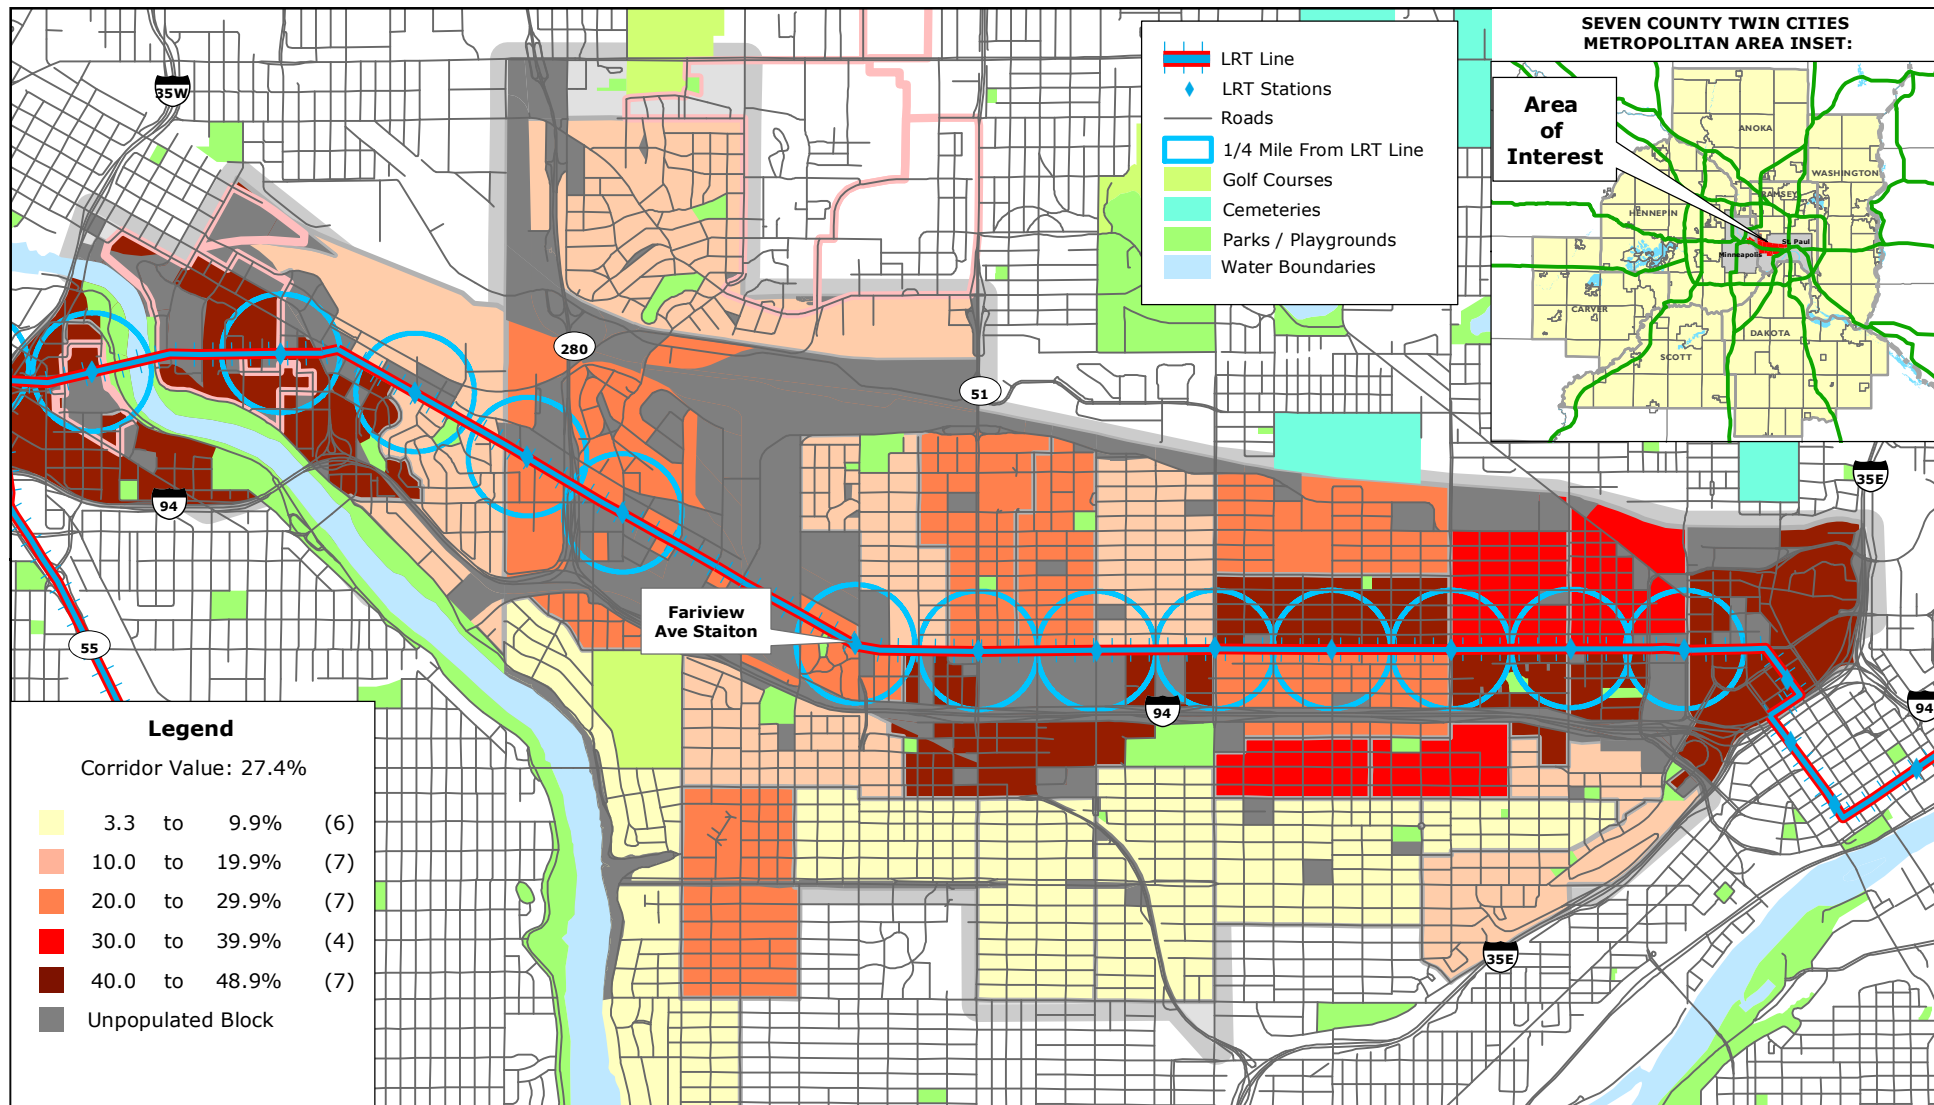 SEVEN COUNTY TWIN CITIES
METROPOLITAN AREA INSET:
LRT Line
LRT Stations
Roads
1/4 Mile From LRT Line
Golf Courses
Cemeteries
Parks / Playgrounds
Water Boundaries
Area
of
Interest
ANOKA
WASHINGTON
RAMSEY
HENNEPIN
St. Paul
Minneapolis
CARVER
DAKOTA
SCOTT
35W
280
51
35E
94
Fariview
Ave Staiton
55
94
94
35E
Legend
Corridor Value: 27.4%
3.3 to 9.9% (6)
10.0 to 19.9% (7)
20.0 to 29.9% (7)
30.0 to 39.9% (4)
40.0 to 48.9% (7)
Unpopulated Block